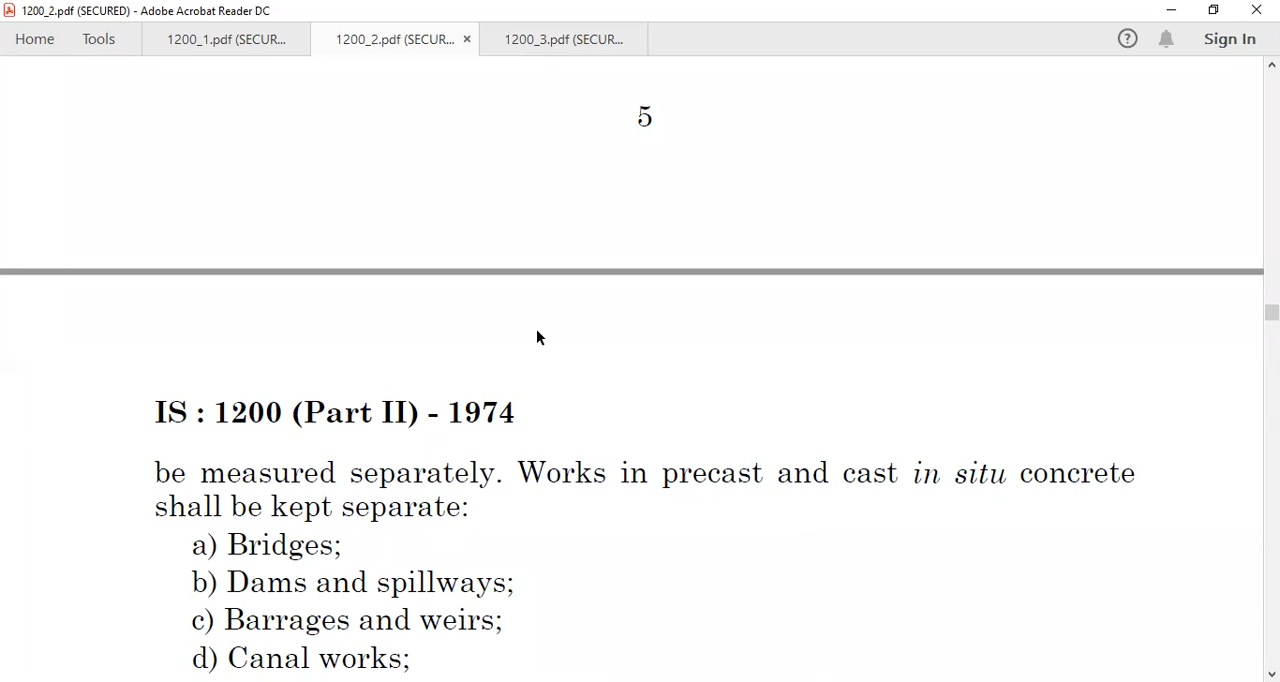 1200_2.pdf (SECURED) - Adobe Acrobat Reader DC
Home Tools 1200_1.pdf (SECUR... 1200_2.pdf (SECUR... × 1200_3.pdf (SECUR... ? Sign In
5
IS : 1200 (Part II) - 1974
be measured separately. Works in precast and cast in situ concrete
shall be kept separate:
a) Bridges;
b) Dams and spillways;
c) Barrages and weirs;
d) Canal works;